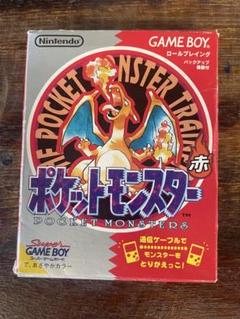 Nintendo
GAME BOY™
ロールプレイング
バックアップ
機能付
THE POCKET MONSTER TRAINER
赤
ポケットモンスター
POCKET MONSTERS
通信ケーブルで
モンスターを
とりかえっこ!
Super
GAME BOY
スーパーゲームボーイ
で、あざやかカラー